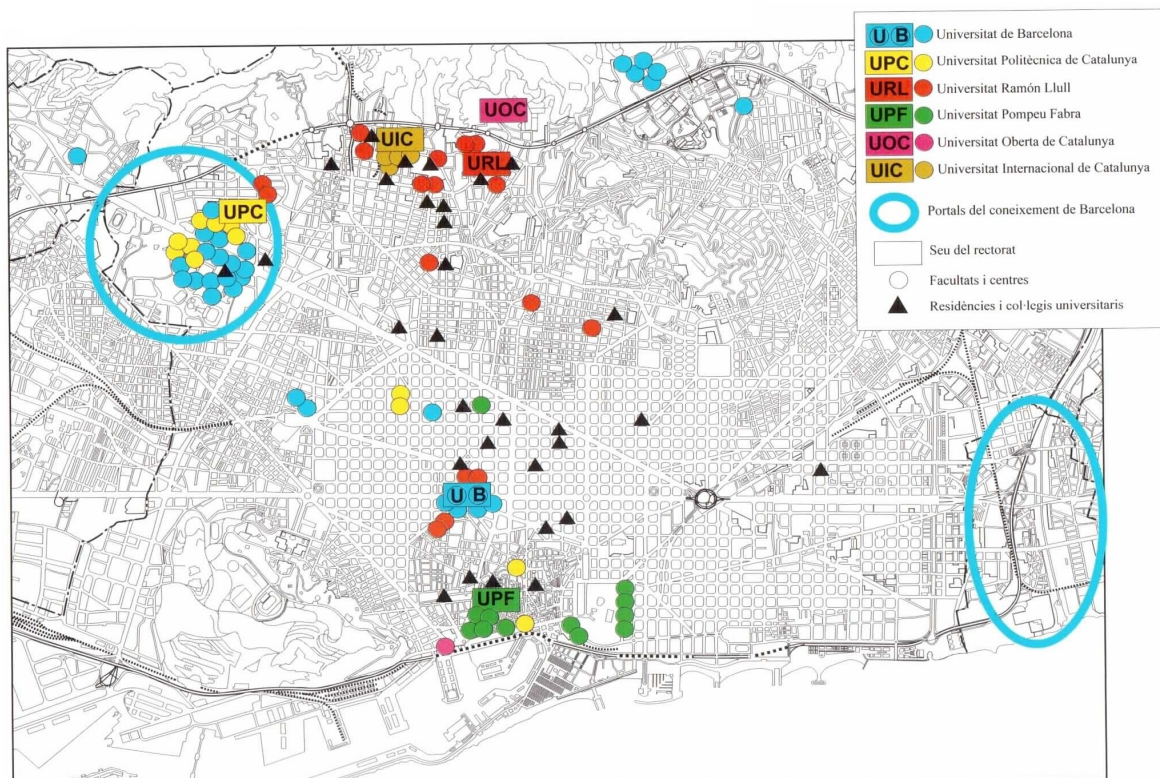 UB Universitat de Barcelona
UPC Universitat Politècnica de Catalunya
URL Universitat Ramón Llull
UPF Universitat Pompeu Fabra
UOC Universitat Oberta de Catalunya
UIC Universitat Internacional de Catalunya
Portals del coneixement de Barcelona
Seu del rectorat
Facultats i centres
Residències i col·legis universitaris
UOC
UIC
URL
UPC
UB
UPF